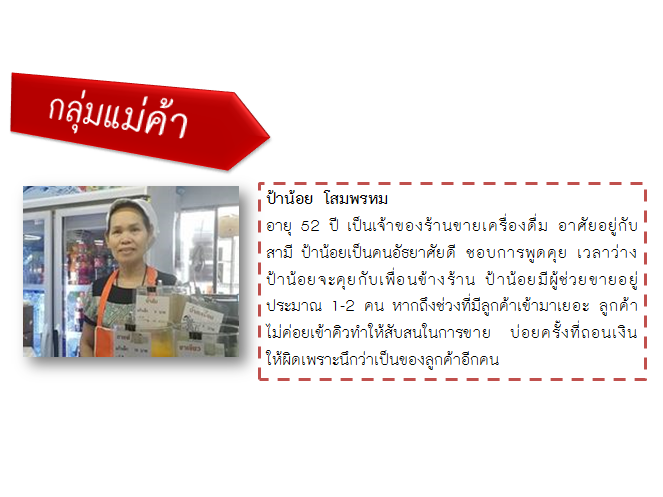 กลุ่มแม่ค้า
ป้าน้อย โสมพรหม
อายุ 52 ปี เป็นเจ้าของร้านขายเครื่องดื่ม อาศัยอยู่กับ
สามี ป้าน้อยเป็นคนอัธยาศัยดี ชอบการพูดคุย เวลาว่าง
ป้าน้อยจะคุยกับเพื่อนข้างร้าน ป้าน้อยมีผู้ช่วยขายอยู่
ประมาณ 1-2 คน หากถึงช่วงที่มีลูกค้าเข้ามาเยอะ ลูกค้า
ไม่ค่อยเข้าคิวทำให้สับสนในการขาย บ่อยครั้งที่ถอนเงิน
ให้ผิดเพราะนึกว่าเป็นของลูกค้าอีกคน